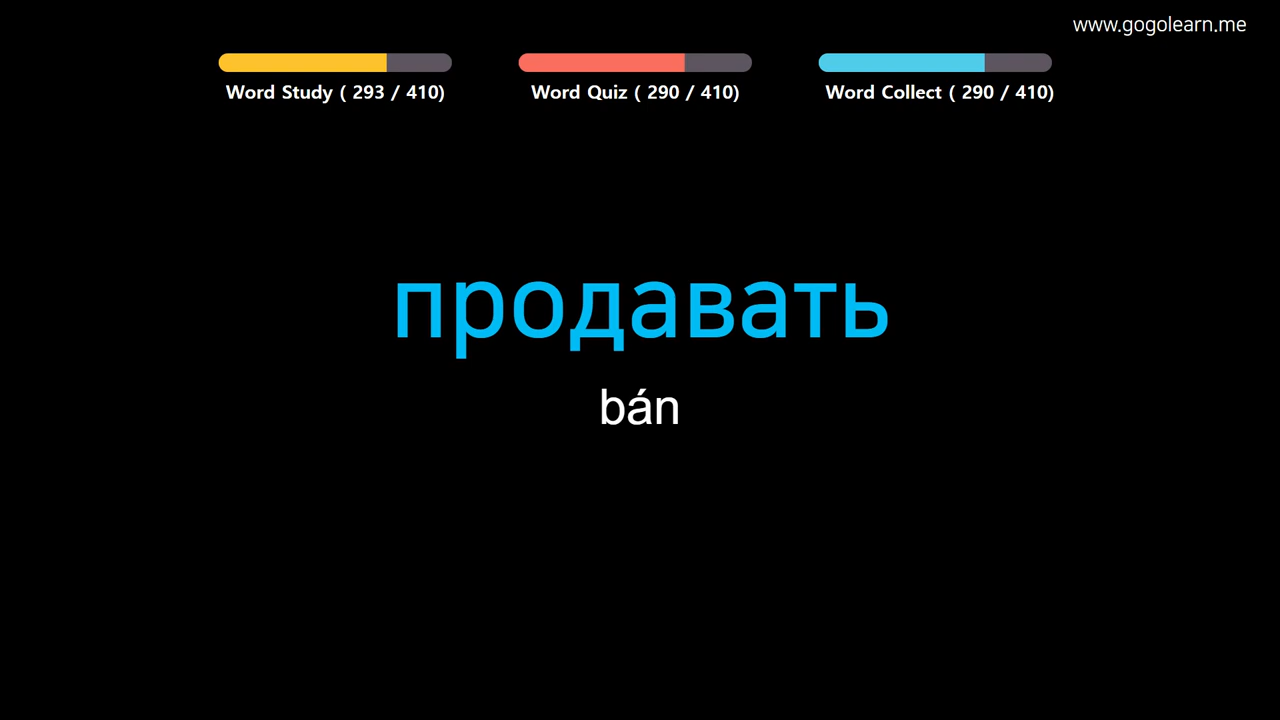 www.gogolearn.me
Word Study ( 293 / 410)
Word Quiz ( 290 / 410)
Word Collect ( 290 / 410)
продавать
bán